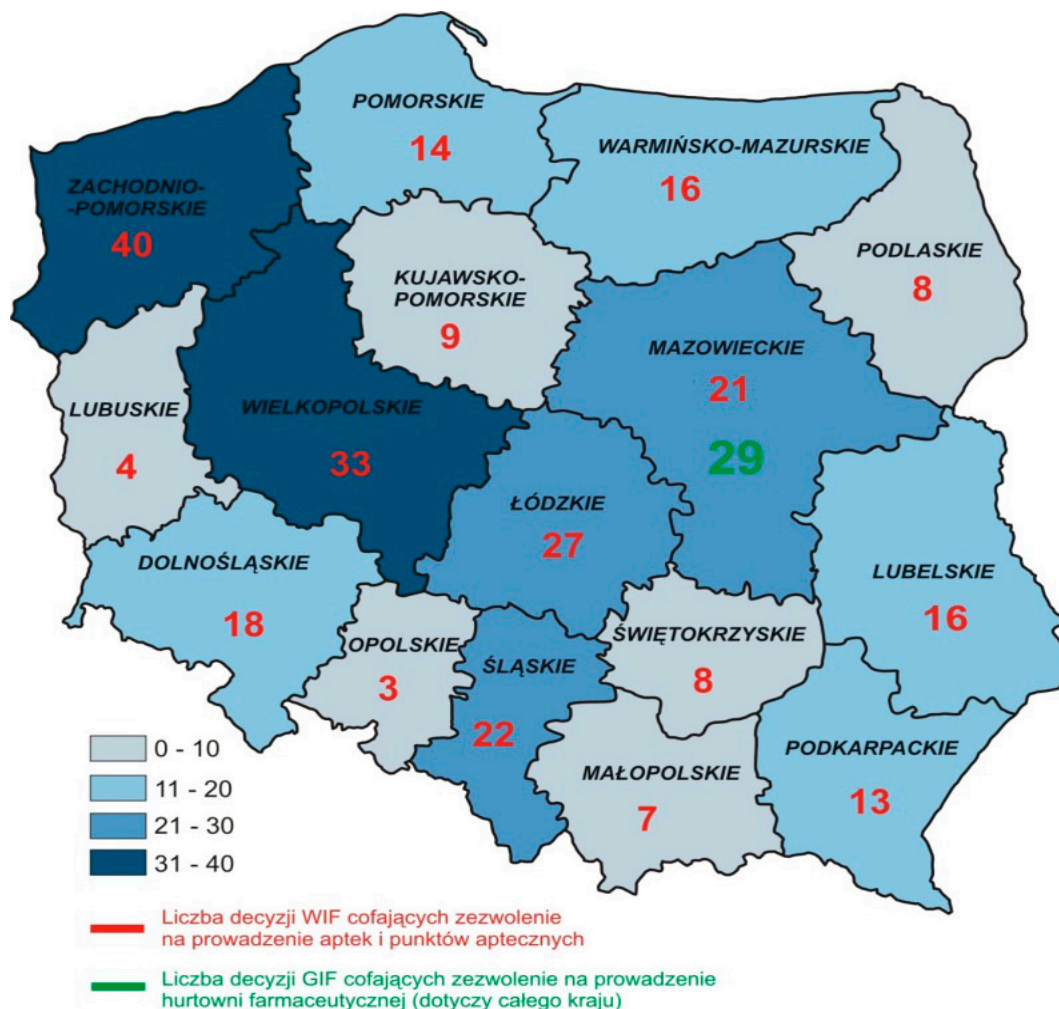 POMORSKIE
14
WARMIŃSKO-MAZURSKIE
16
ZACHODNIO-
-POMORSKIE
40
PODLASKIE
8
KUJAWSKO-
POMORSKIE
9
MAZOWIECKIE
21
29
LUBUSKIE
4
WIELKOPOLSKIE
33
ŁÓDZKIE
27
DOLNOŚLĄSKIE
18
LUBELSKIE
16
OPOLSKIE
3
ŚLĄSKIE
22
ŚWIĘTOKRZYSKIE
8
MAŁOPOLSKIE
7
PODKARPACKIE
13
0 - 10
11 - 20
21 - 30
31 - 40
Liczba decyzji WIF cofających zezwolenie
na prowadzenie aptek i punktów aptecznych
Liczba decyzji GIF cofających zezwolenie na prowadzenie
hurtowni farmaceutycznej (dotyczy całego kraju)